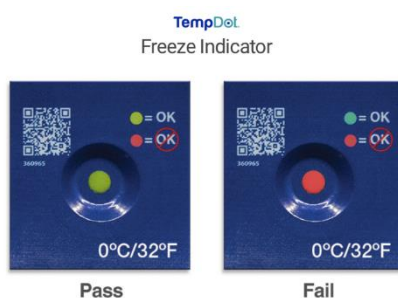 TempDot
Freeze Indicator
= OK
= OK
360965
0°C/32°F
Pass
= OK
= OK
360965
0°C/32°F
Fail